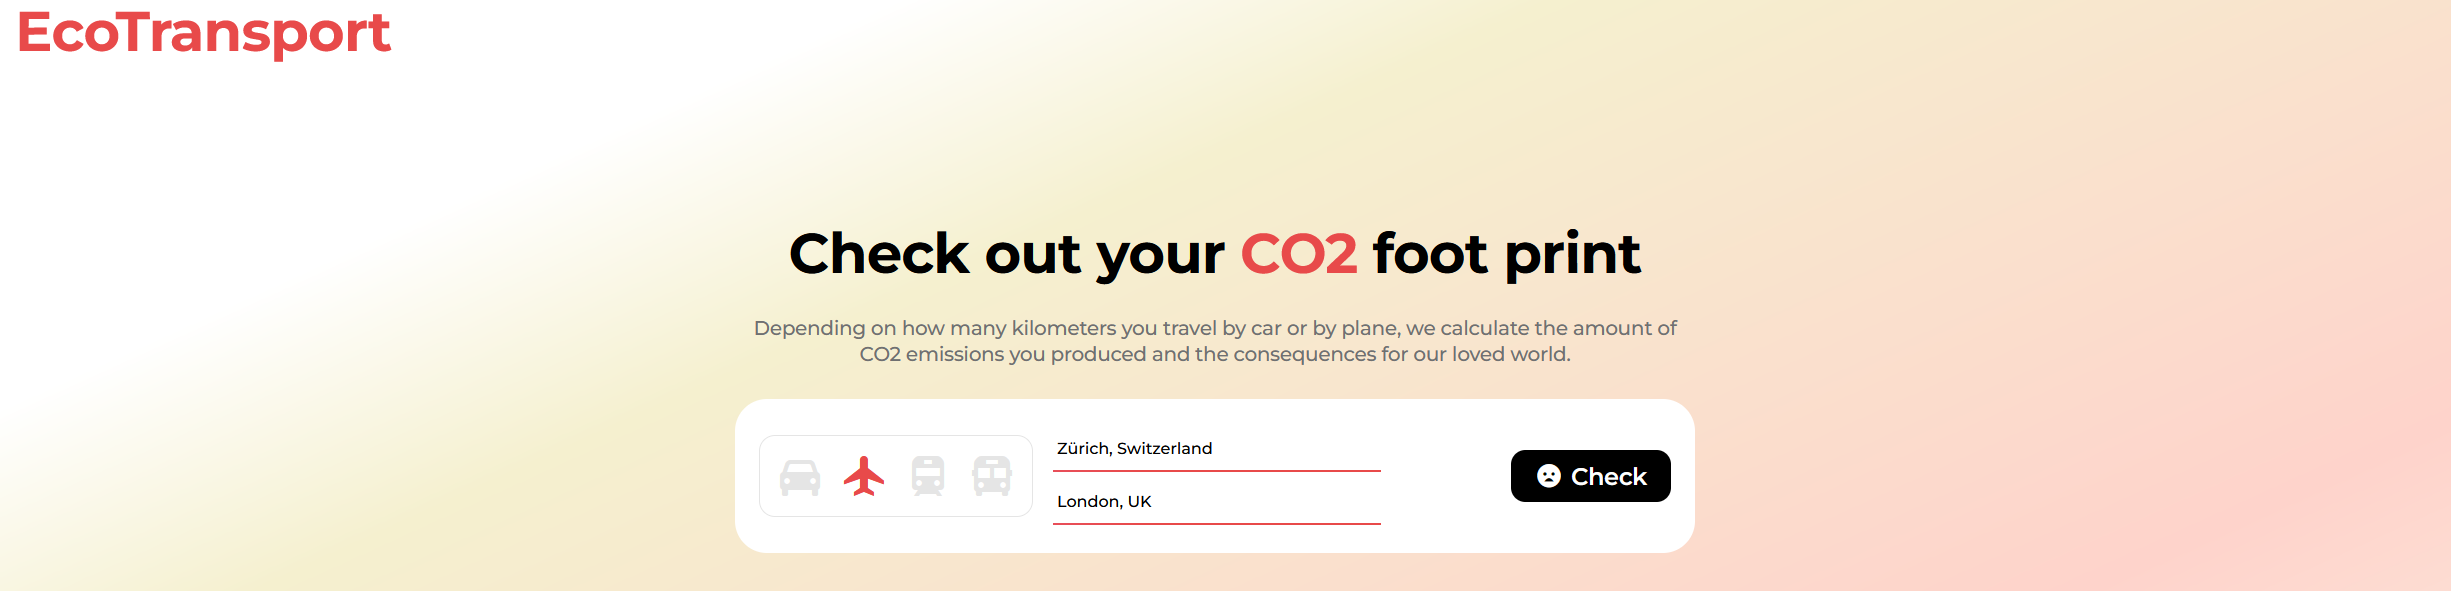 EcoTransport
Check out your CO2 foot print
Depending on how many kilometers you travel by car or by plane, we calculate the amount of
CO2 emissions you produced and the consequences for our loved world.
Zürich, Switzerland
London, UK
Check